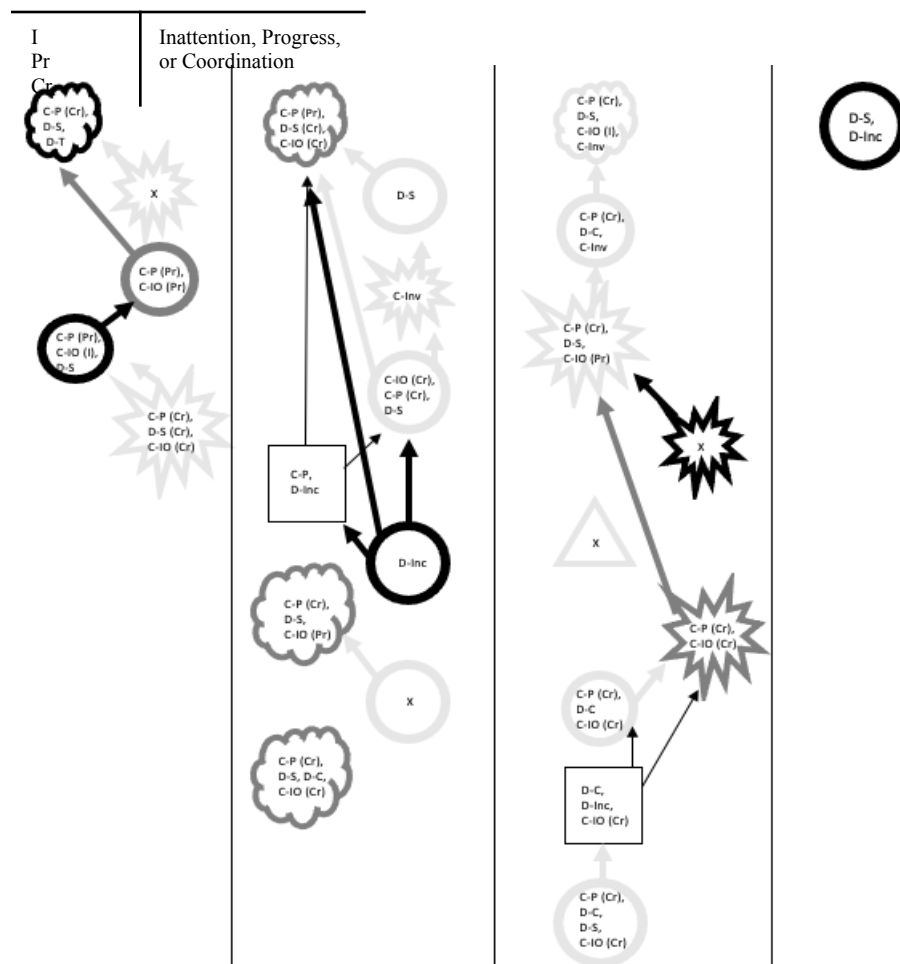 I
Pr
Cr
Inattention, Progress,
or Coordination
C-P (Cr),
D-S,
D-T
X
C-P (Pr),
C-IO (Pr)
C-P (Pr),
C-IO (I),
D-S
C-P (Cr),
D-S (Cr),
C-IO (Cr)
C-P (Pr),
D-S (Cr),
C-IO (Cr)
D-S
C-Inv
C-IO (Cr),
C-P (Cr),
D-S
C-P,
D-Inc
D-Inc
C-P (Cr),
D-S,
C-IO (Pr)
X
C-P (Cr),
D-S, D-C,
C-IO (Cr)
C-P (Cr),
D-S,
C-IO (I),
C-Inv
C-P (Cr),
D-C,
C-Inv
C-P (Cr),
D-S,
C-IO (Pr)
X
X
C-P (Cr),
C-IO (Cr)
C-P (Cr),
D-C
C-IO (Cr)
D-C,
D-Inc,
C-IO (Cr)
C-P (Cr),
D-C,
D-S,
C-IO (Cr)
D-S,
D-Inc